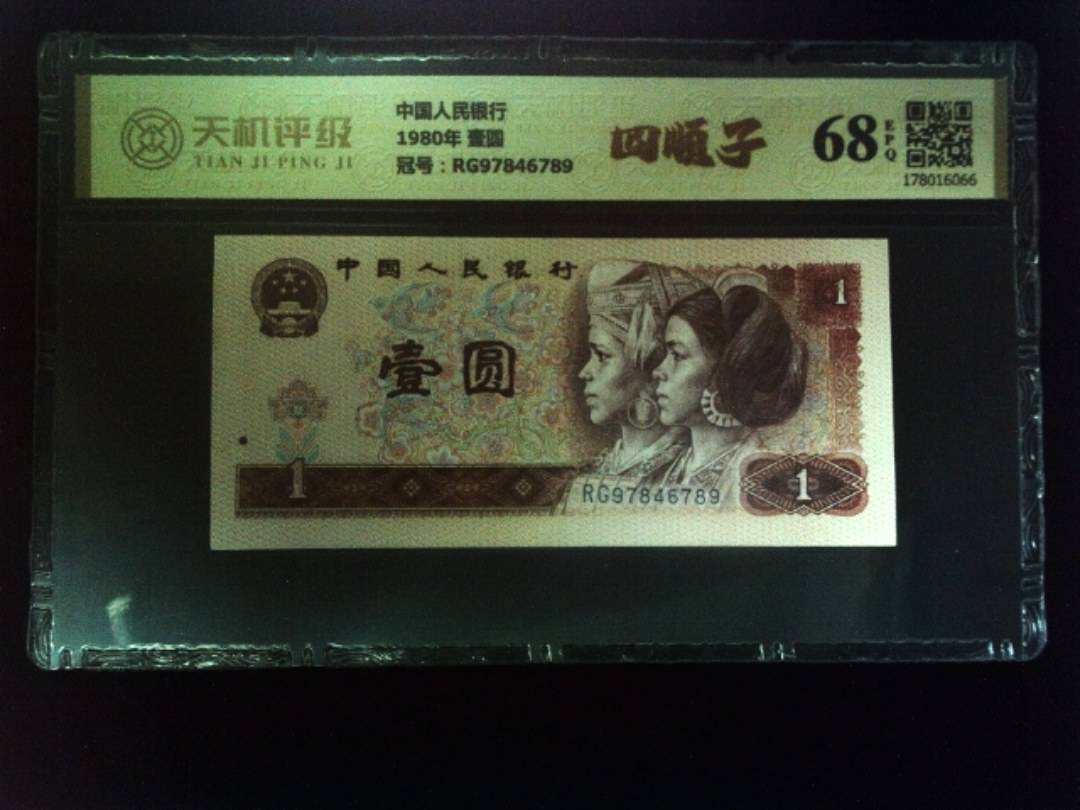 天机评级
TIAN JI PING JI
中国人民银行
1980年 壹圆
冠号：RG97846789
四顺子
68
EPQ
178016066
中国人民银行
1
壹圆
1
RG97846789
1